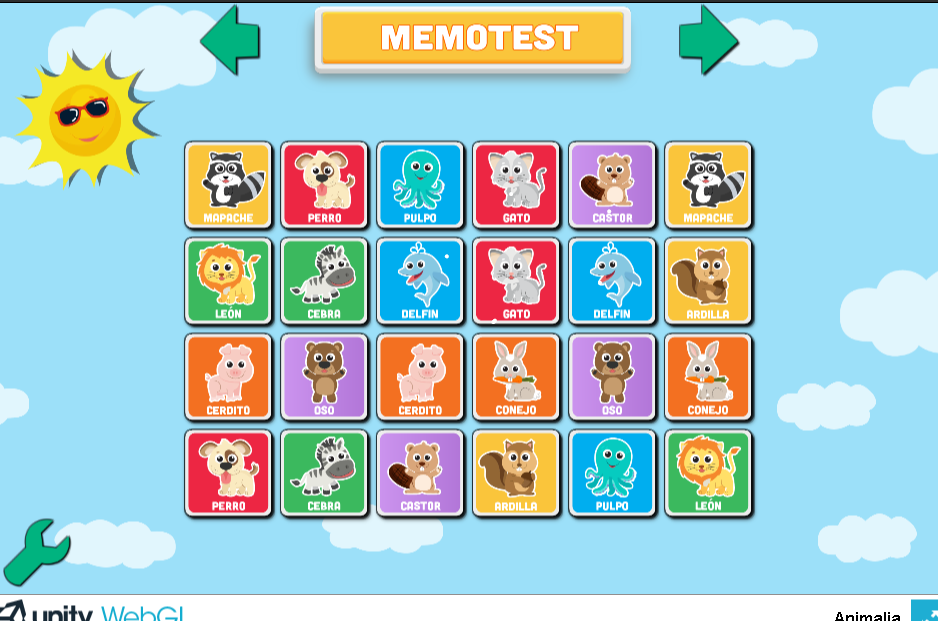 MEMOTEST
MAPACHE PERRO PULPO GATO CASTOR MAPACHE
LEÓN CEBRA DELFIN GATO DELFIN ARDILLA
CERDITO OSO CERDITO CONEJO OSO CONEJO
PERRO CEBRA CASTOR ARDILLA PULPO LEÓN
unity WebGL Animalia